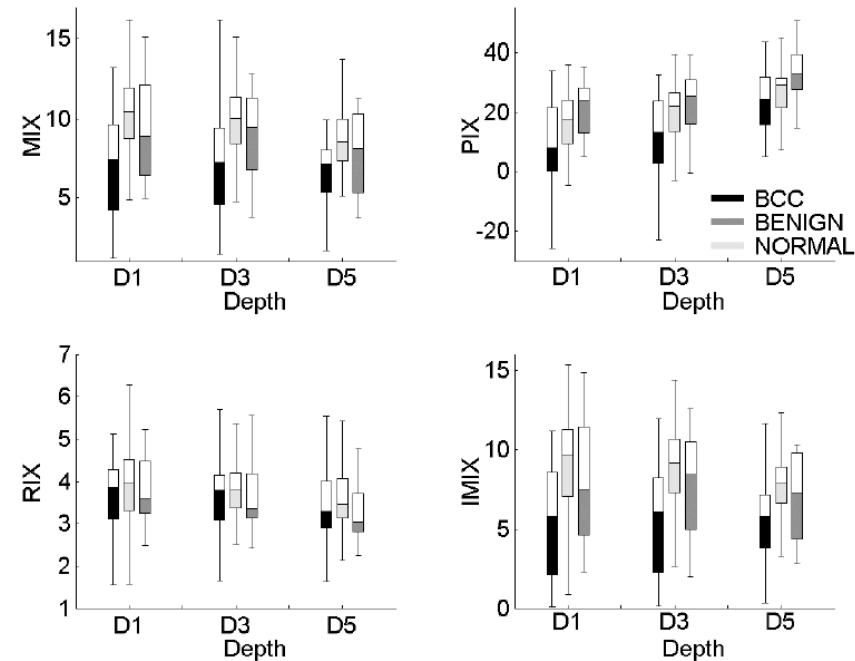 MIX
15
10
5
D1 D3 D5
Depth
PIX
40
20
0
-20
BCC
BENIGN
NORMAL
D1 D3 D5
Depth
RIX
7
6
5
4
3
2
1
D1 D3 D5
Depth
IMIX
15
10
5
0
D1 D3 D5
Depth